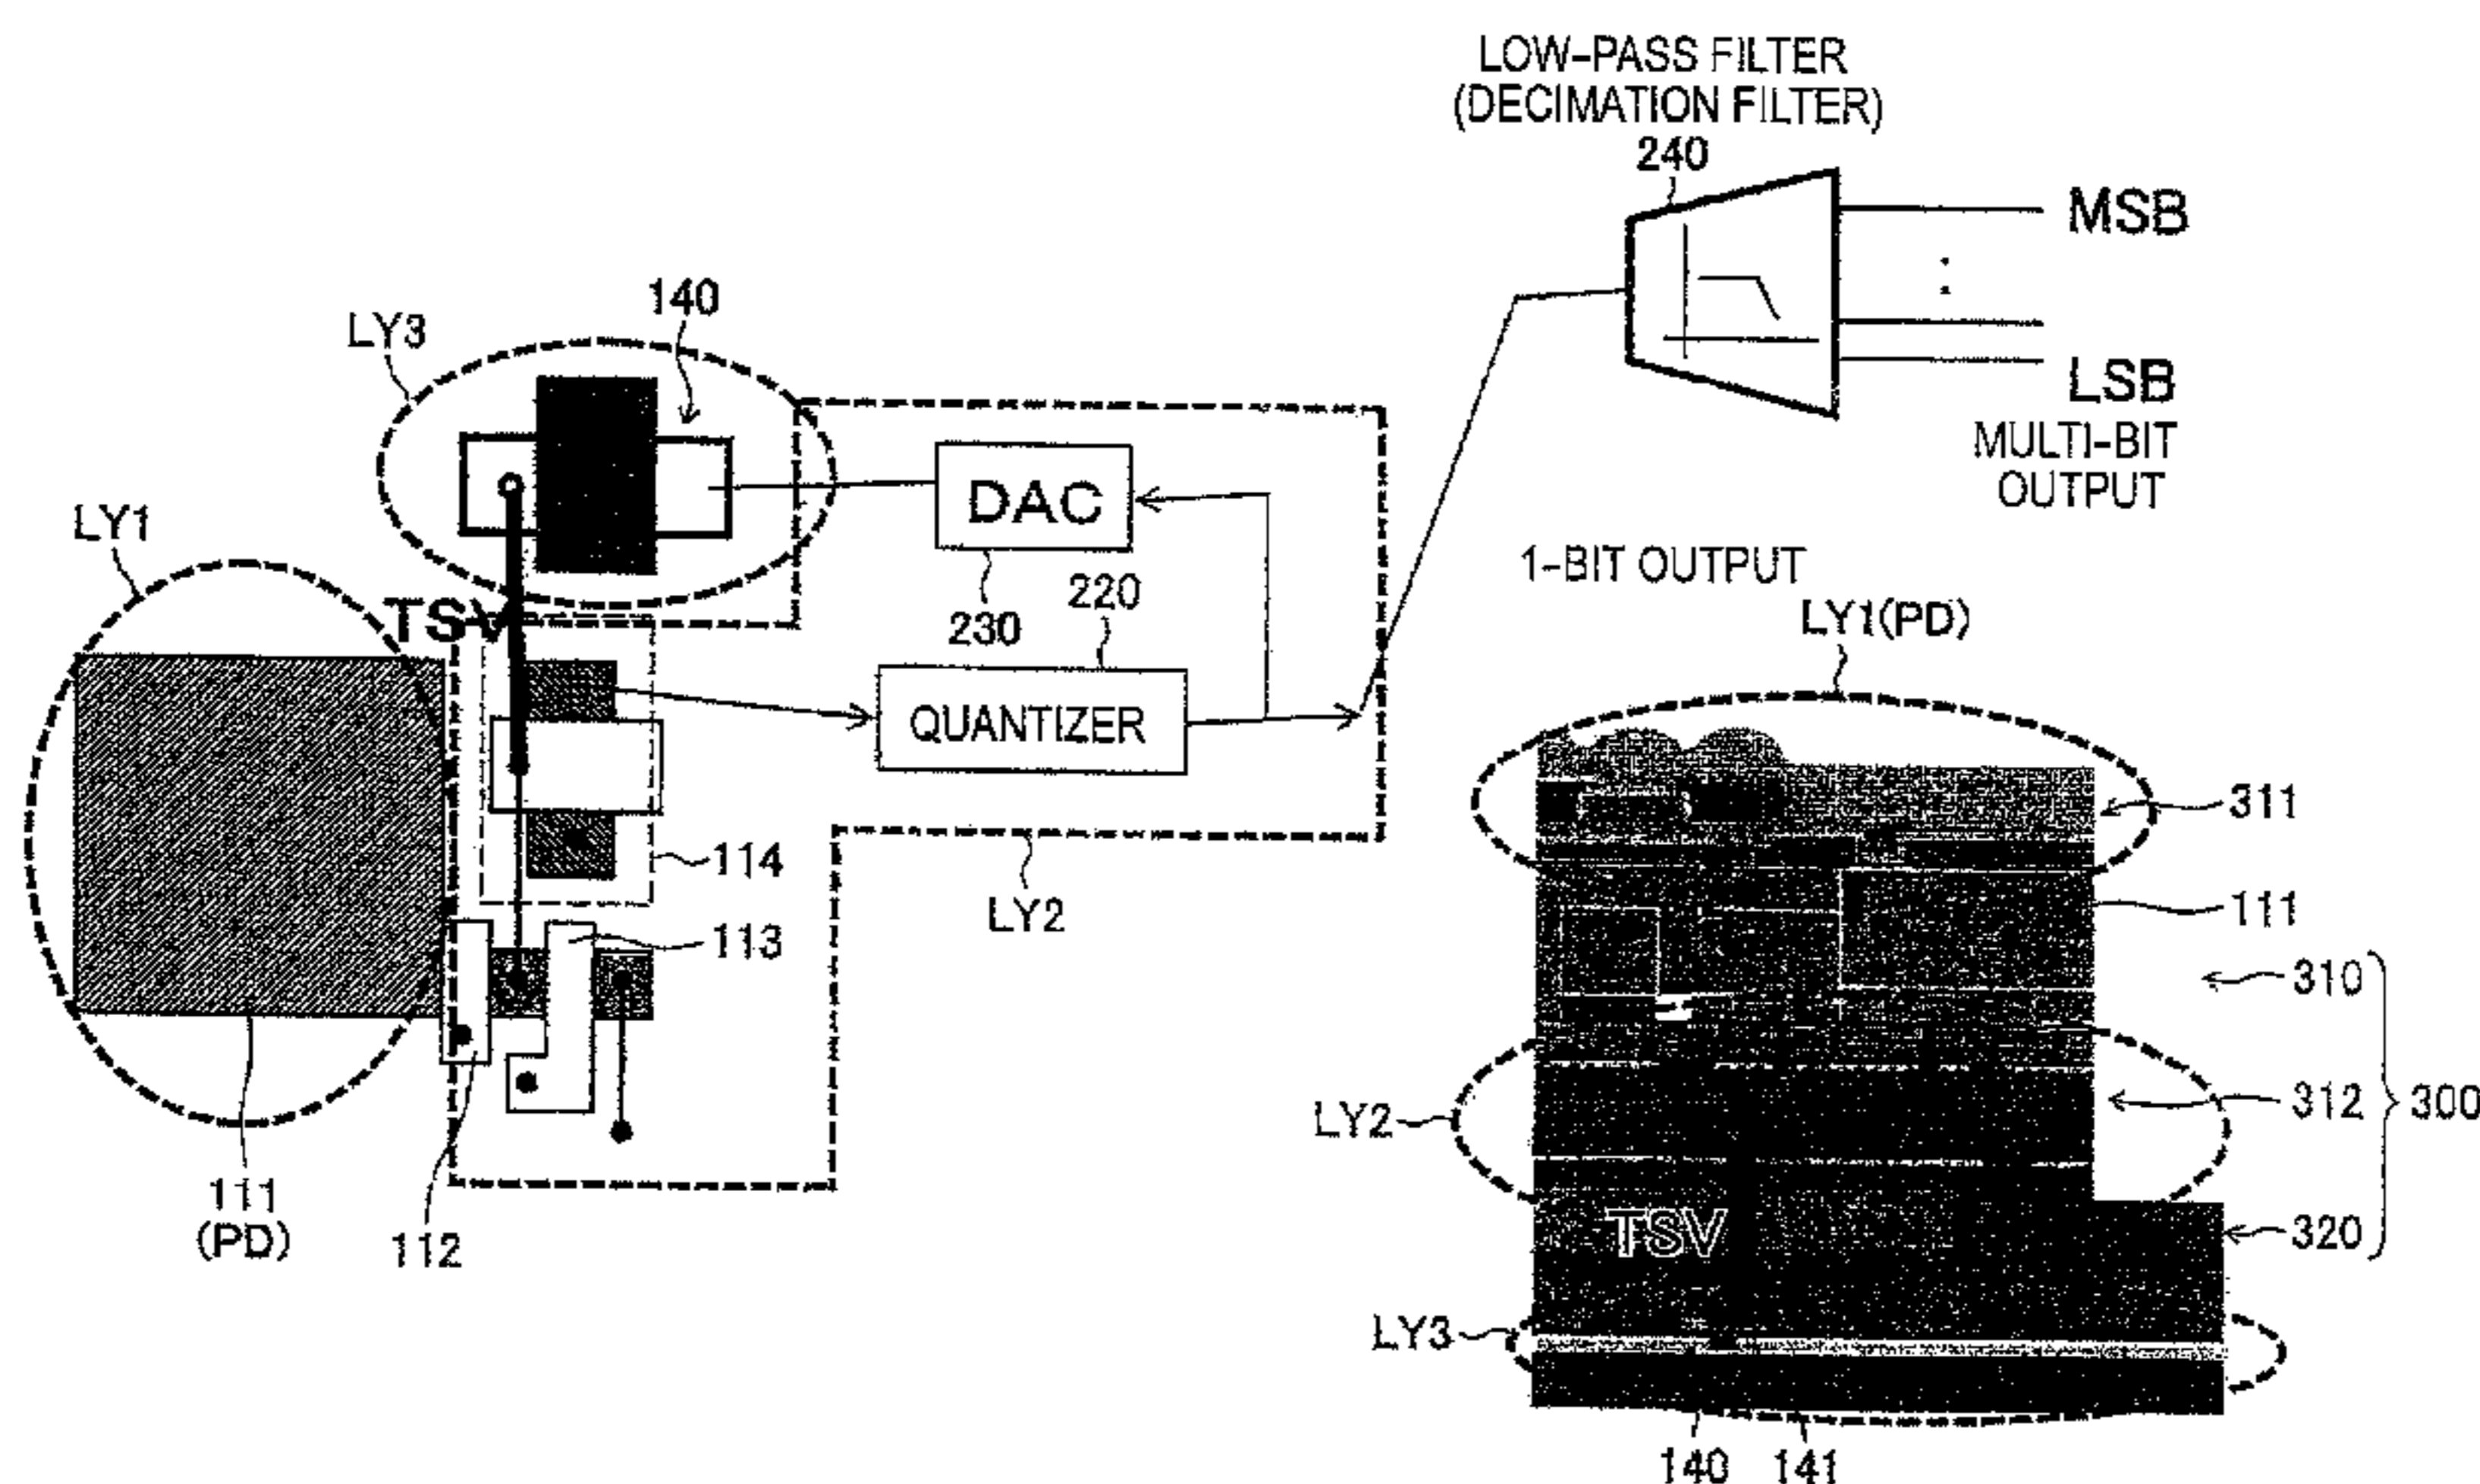 LOW-PASS FILTER
(DECIMATION FILTER)
240
MSB
LSB
MULTI-BIT
OUTPUT
140
LY3
LY1
TSV
DAC
230
220
QUANTIZER
1-BIT OUTPUT
LY1(PD)
114
LY2
113
111
(PD)
112
311
111
310
312
300
LY2
TSV
320
LY3
140
141